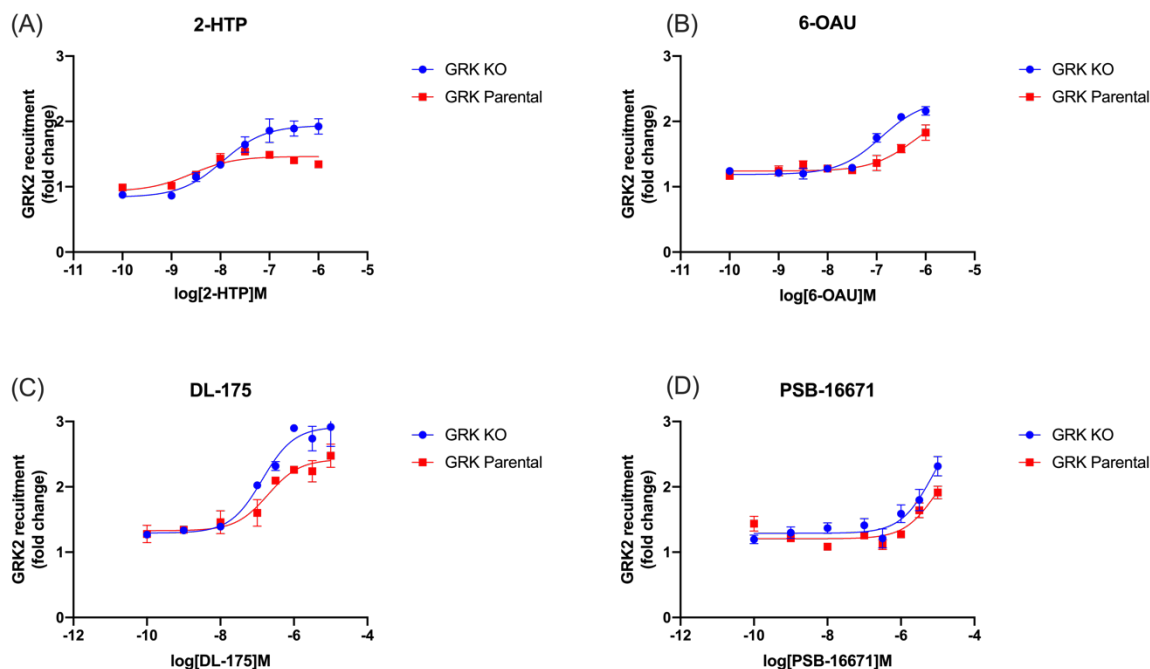 (A)
2-HTP
GRK2 recruitment
(fold change)
3
2
1
0
-11
-10
-9
-8
-7
-6
-5
log[2-HTP]M
GRK KO
GRK Parental
(B)
6-OAU
GRK2 recruitment
(fold change)
3
2
1
0
-11
-10
-9
-8
-7
-6
-5
log[6-OAU]M
GRK KO
GRK Parental
(C)
DL-175
GRK2 recruitment
(fold change)
3
2
1
0
-12
-10
-8
-6
-4
log[DL-175]M
GRK KO
GRK Parental
(D)
PSB-16671
GRK2 recruitment
(fold change)
3
2
1
0
-12
-10
-8
-6
-4
log[PSB-16671]M
GRK KO
GRK Parental